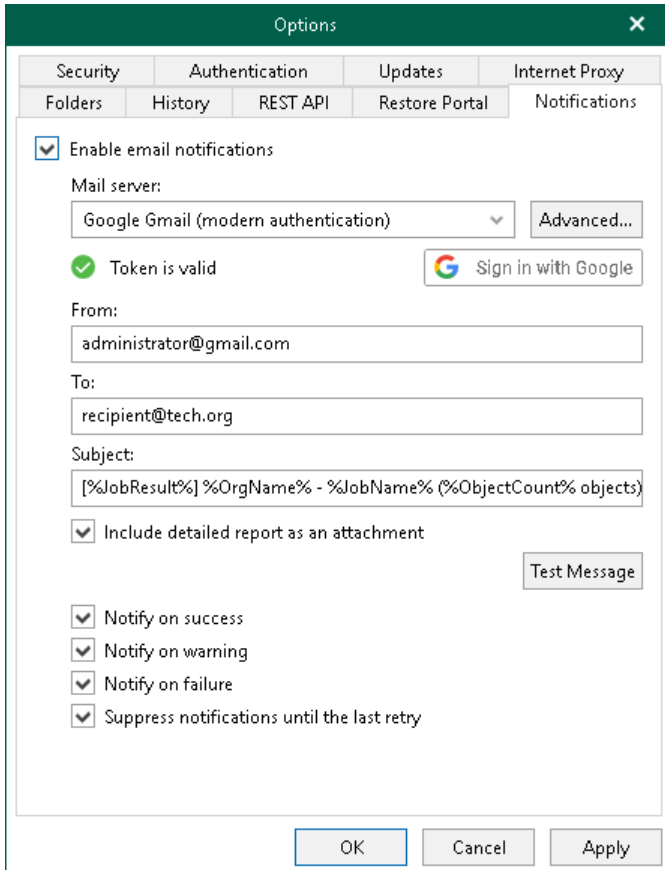 Options
Security Authentication Updates Internet Proxy
Folders History REST API Restore Portal Notifications
Enable email notifications
Mail server:
Google Gmail (modern authentication) Advanced...
Token is valid Sign in with Google
From:
administrator@gmail.com
To:
recipient@tech.org
Subject:
[%JobResult%] %OrgName% - %JobName% (%ObjectCount% objects)
Include detailed report as an attachment
Test Message
Notify on success
Notify on warning
Notify on failure
Suppress notifications until the last retry
OK Cancel Apply